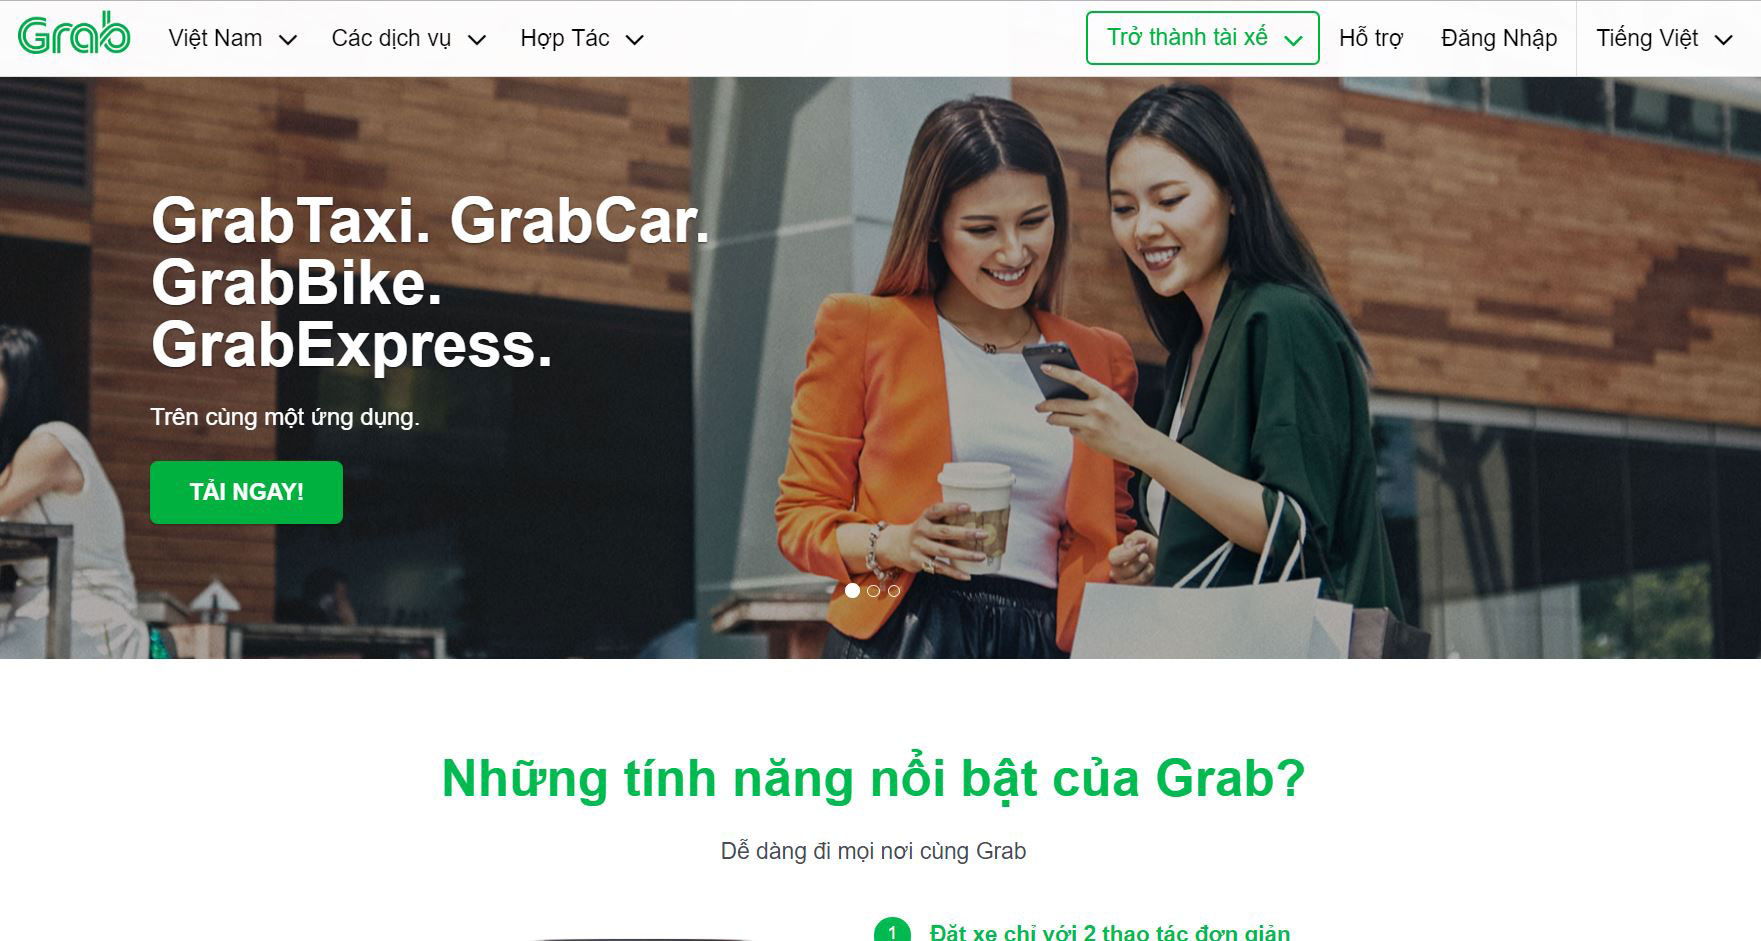 Grab
Việt Nam
Các dịch vụ
Hợp Tác
Trở thành tài xế
Hỗ trợ
Đăng Nhập
Tiếng Việt
GrabTaxi. GrabCar.
GrabBike.
GrabExpress.
Trên cùng một ứng dụng.
TẢI NGAY!
Những tính năng nổi bật của Grab?
Dễ dàng đi mọi nơi cùng Grab
1 Đặt xe chỉ với 2 thao tác đơn giản